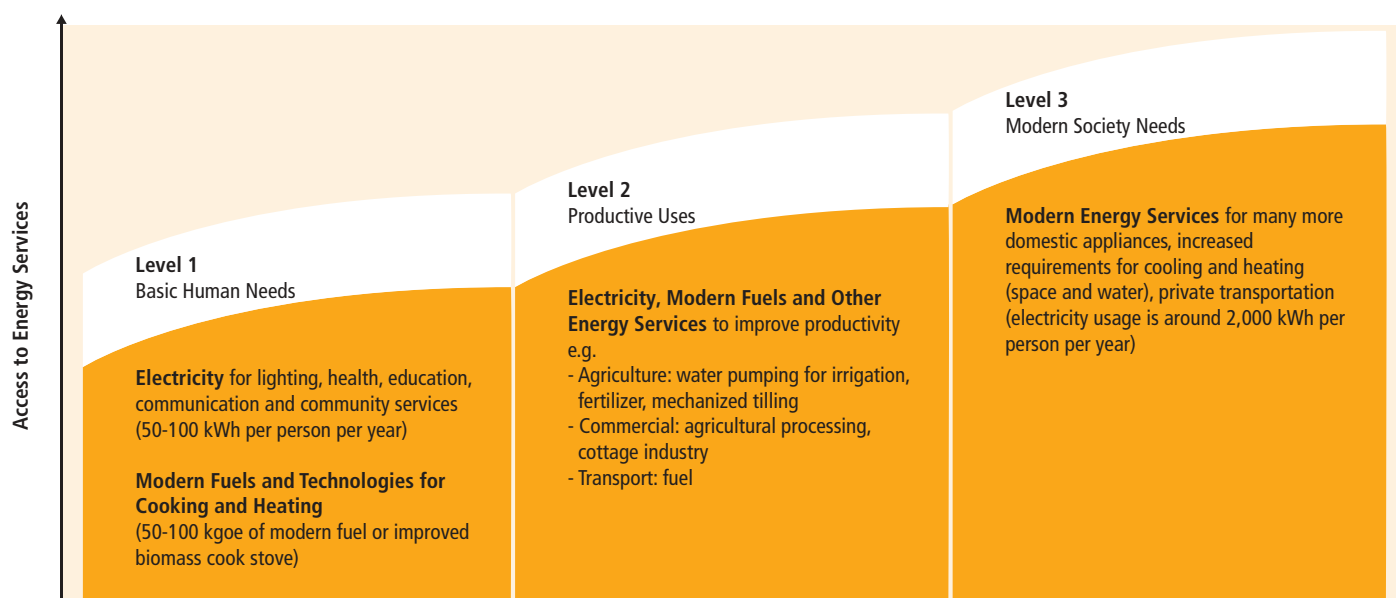 Access to Energy Services
Level 1
Basic Human Needs
Electricity for lighting, health, education,
communication and community services
(50-100 kWh per person per year)
Modern Fuels and Technologies for
Cooking and Heating
(50-100 kgoe of modern fuel or improved
biomass cook stove)
Level 2
Productive Uses
Electricity, Modern Fuels and Other
Energy Services to improve productivity
e.g.
- Agriculture: water pumping for irrigation,
fertilizer, mechanized tilling
- Commercial: agricultural processing,
cottage industry
- Transport: fuel
Level 3
Modern Society Needs
Modern Energy Services for many more
domestic appliances, increased
requirements for cooling and heating
(space and water), private transportation
(electricity usage is around 2,000 kWh per
person per year)